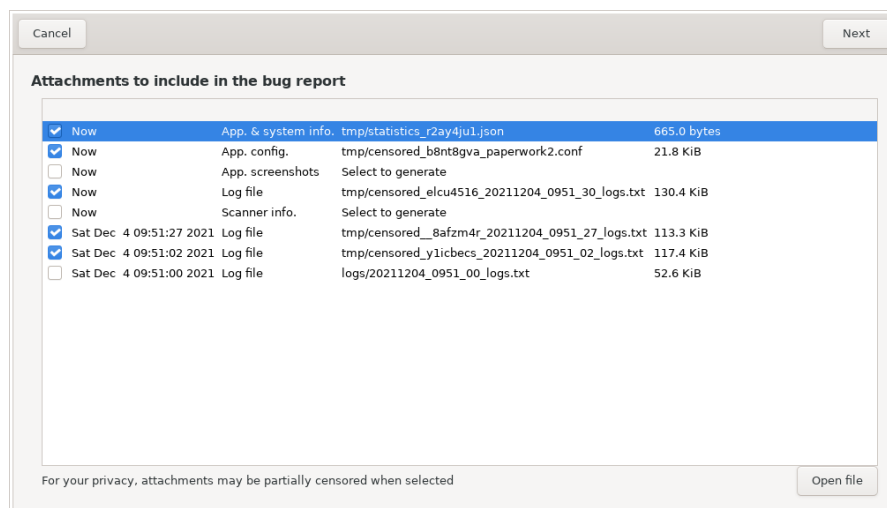 Cancel Next
Attachments to include in the bug report
Now App. & system info. tmp/statistics_r2ay4ju1.json 665.0 bytes
Now App. config. tmp/censored_b8nt8gva_paperwork2.conf 21.8 KiB
Now App. screenshots Select to generate
Now Log file tmp/censored_elcu4516_20211204_0951_30_logs.txt 130.4 KiB
Now Scanner info. Select to generate
Sat Dec 4 09:51:27 2021 Log file tmp/censored__8afzm4r_20211204_0951_27_logs.txt 113.3 KiB
Sat Dec 4 09:51:02 2021 Log file tmp/censored_y1icbecs_20211204_0951_02_logs.txt 117.4 KiB
Sat Dec 4 09:51:00 2021 Log file logs/20211204_0951_00_logs.txt 52.6 KiB
For your privacy, attachments may be partially censored when selected Open file